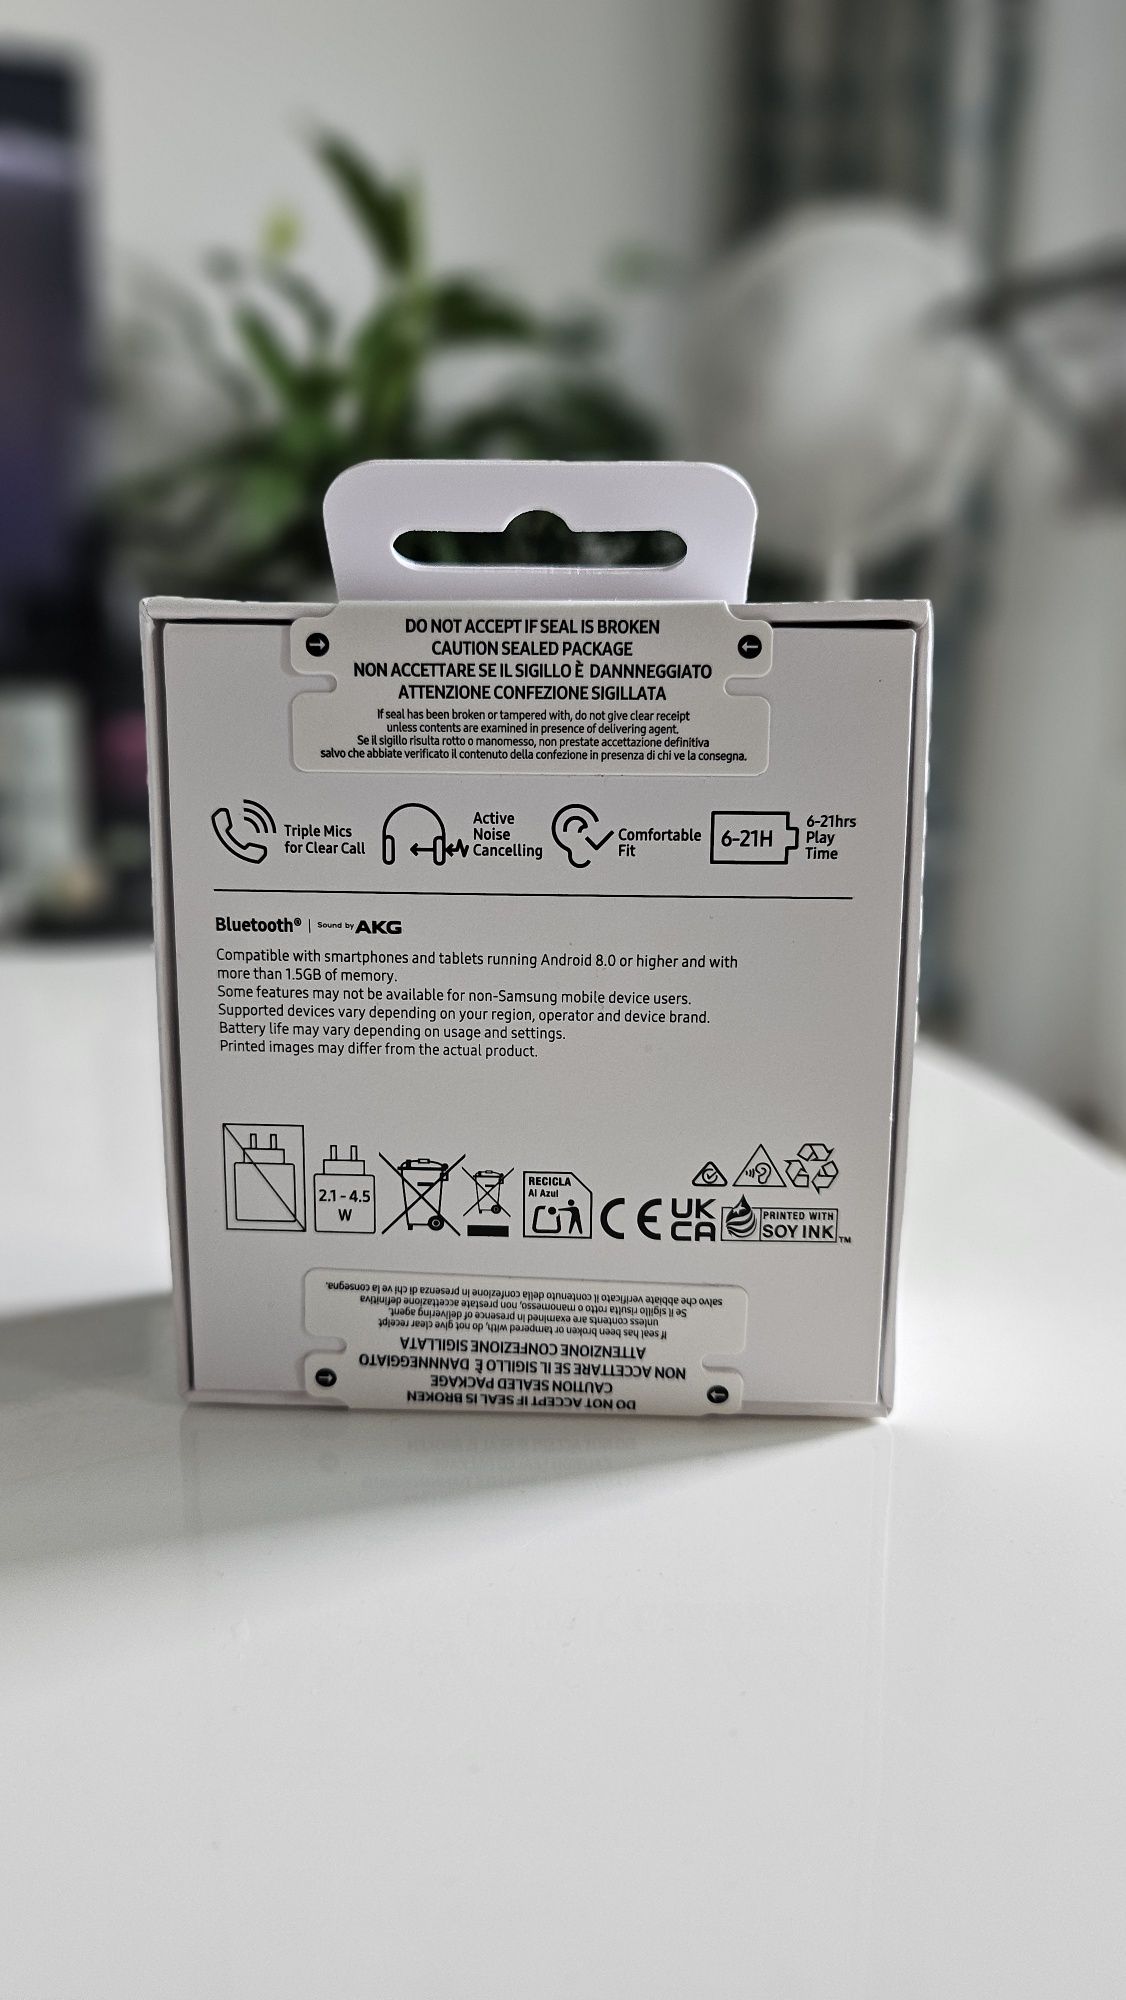 DO NOT ACCEPT IF SEAL IS BROKEN
CAUTION SEALED PACKAGE
NON ACCETTARE SE IL SIGILLO È DANNNEGGIATO
ATTENZIONE CONFEZIONE SIGILLATA
If seal has been broken or tampered with, do not give clear receipt
unless contents are examined in presence of delivering agent.
Se il sigillo risulta rotto o manomesso, non prestate accettazione definitiva
salvo che abbiate verificato il contenuto della confezione in presenza di chi ve la consegna.
Triple Mics
for Clear Call
Active
Noise
Cancelling
Comfortable
Fit
6-21H
6-21hrs
Play
Time
Bluetooth® | Sound by AKG
Compatible with smartphones and tablets running Android 8.0 or higher and with
more than 1.5GB of memory.
Some features may not be available for non-Samsung mobile device users.
Supported devices vary depending on your region, operator and device brand.
Battery life may vary depending on usage and settings.
Printed images may differ from the actual product.
2.1 - 4.5
W
RECICLA
Al Azul
CE
UK
CA
PRINTED WITH
SOY INK™
DO NOT ACCEPT IF SEAL IS BROKEN
CAUTION SEALED PACKAGE
NON ACCETTARE SE IL SIGILLO È DANNNEGGIATO
ATTENZIONE CONFEZIONE SIGILLATA
If seal has been broken or tampered with, do not give clear receipt
unless contents are examined in presence of delivering agent.
Se il sigillo risulta rotto o manomesso, non prestate accettazione definitiva
salvo che abbiate verificato il contenuto della confezione in presenza di chi ve la consegna.